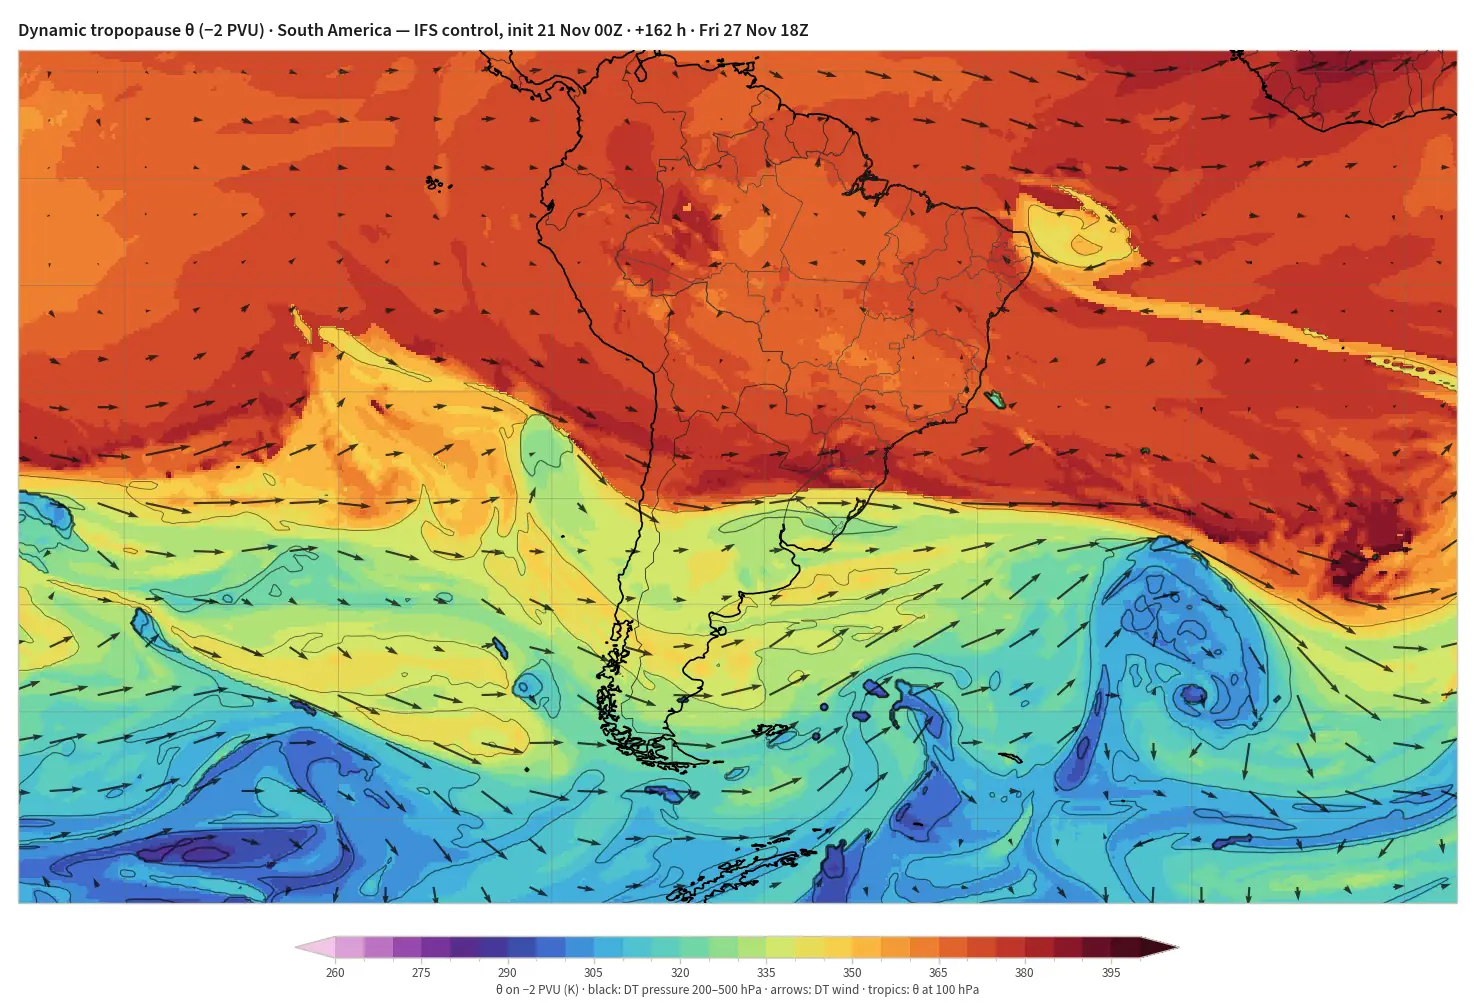 Dynamic tropopause θ (−2 PVU) · South America — IFS control, init 21 Nov 00Z · +162 h · Fri 27 Nov 18Z
260 275 290 305 320 335 350 365 380 395
θ on −2 PVU (K) · black: DT pressure 200–500 hPa · arrows: DT wind · tropics: θ at 100 hPa